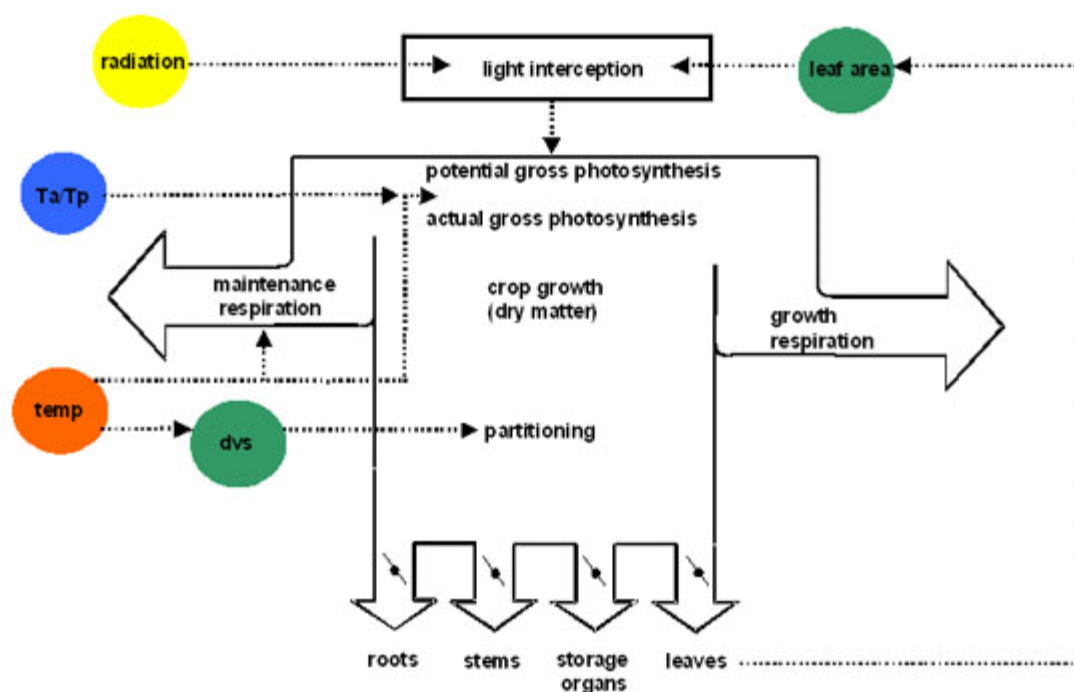 radiation
light interception
leaf area
potential gross photosynthesis
Ta/Tp
actual gross photosynthesis
maintenance
respiration
crop growth
(dry matter)
growth
respiration
temp
dvs
partitioning
roots
stems
storage
organs
leaves